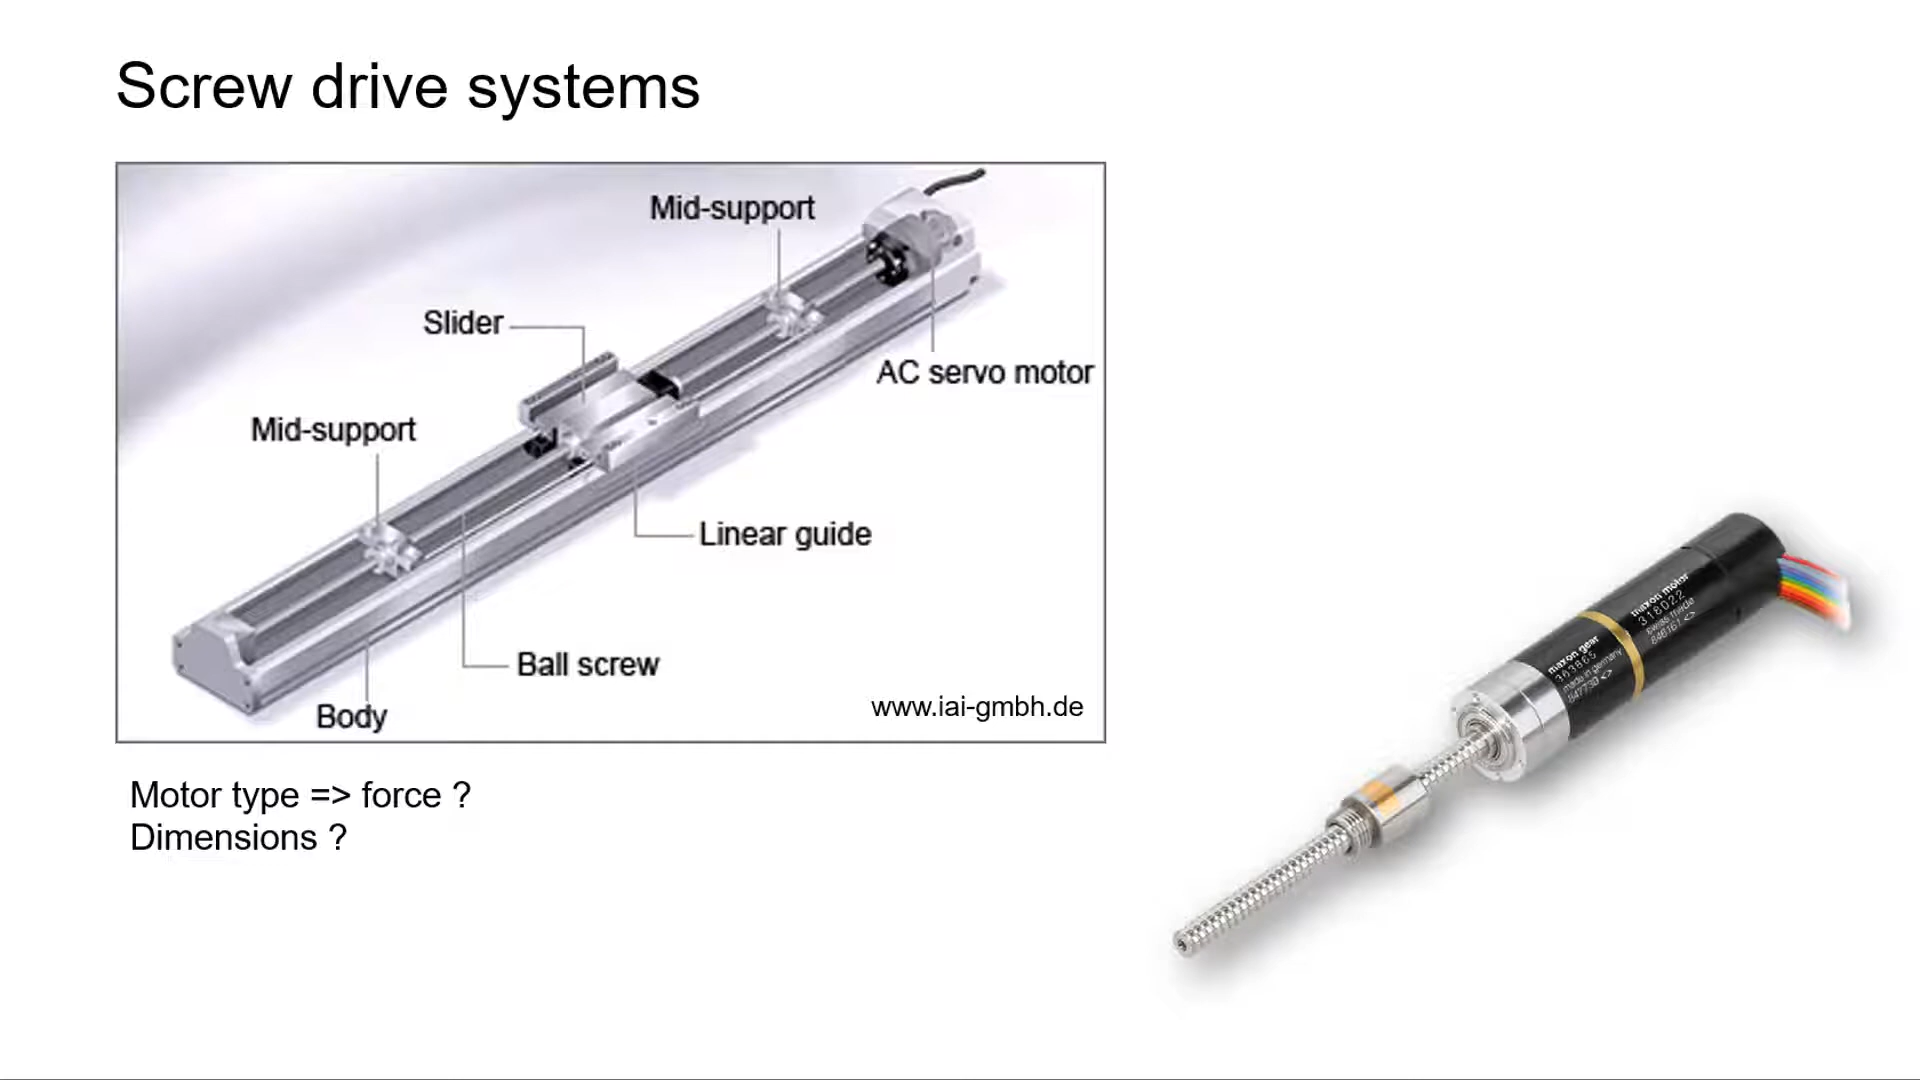 Screw drive systems
Mid-support
Slider
AC servo motor
Mid-support
Linear guide
Ball screw
Body
www.iai-gmbh.de
Motor type => force ?
Dimensions ?
maxon motor
318022
swiss made
maxon gear
363865
made in germany